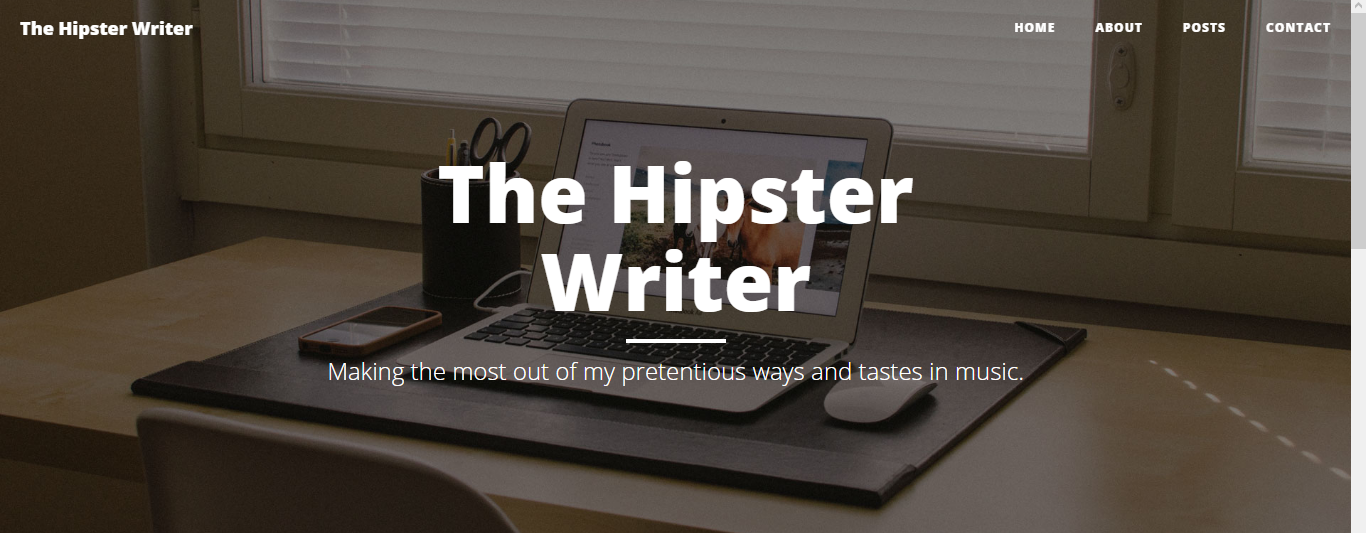 The Hipster Writer
HOME ABOUT POSTS CONTACT
The Hipster
Writer
Making the most out of my pretentious ways and tastes in music.